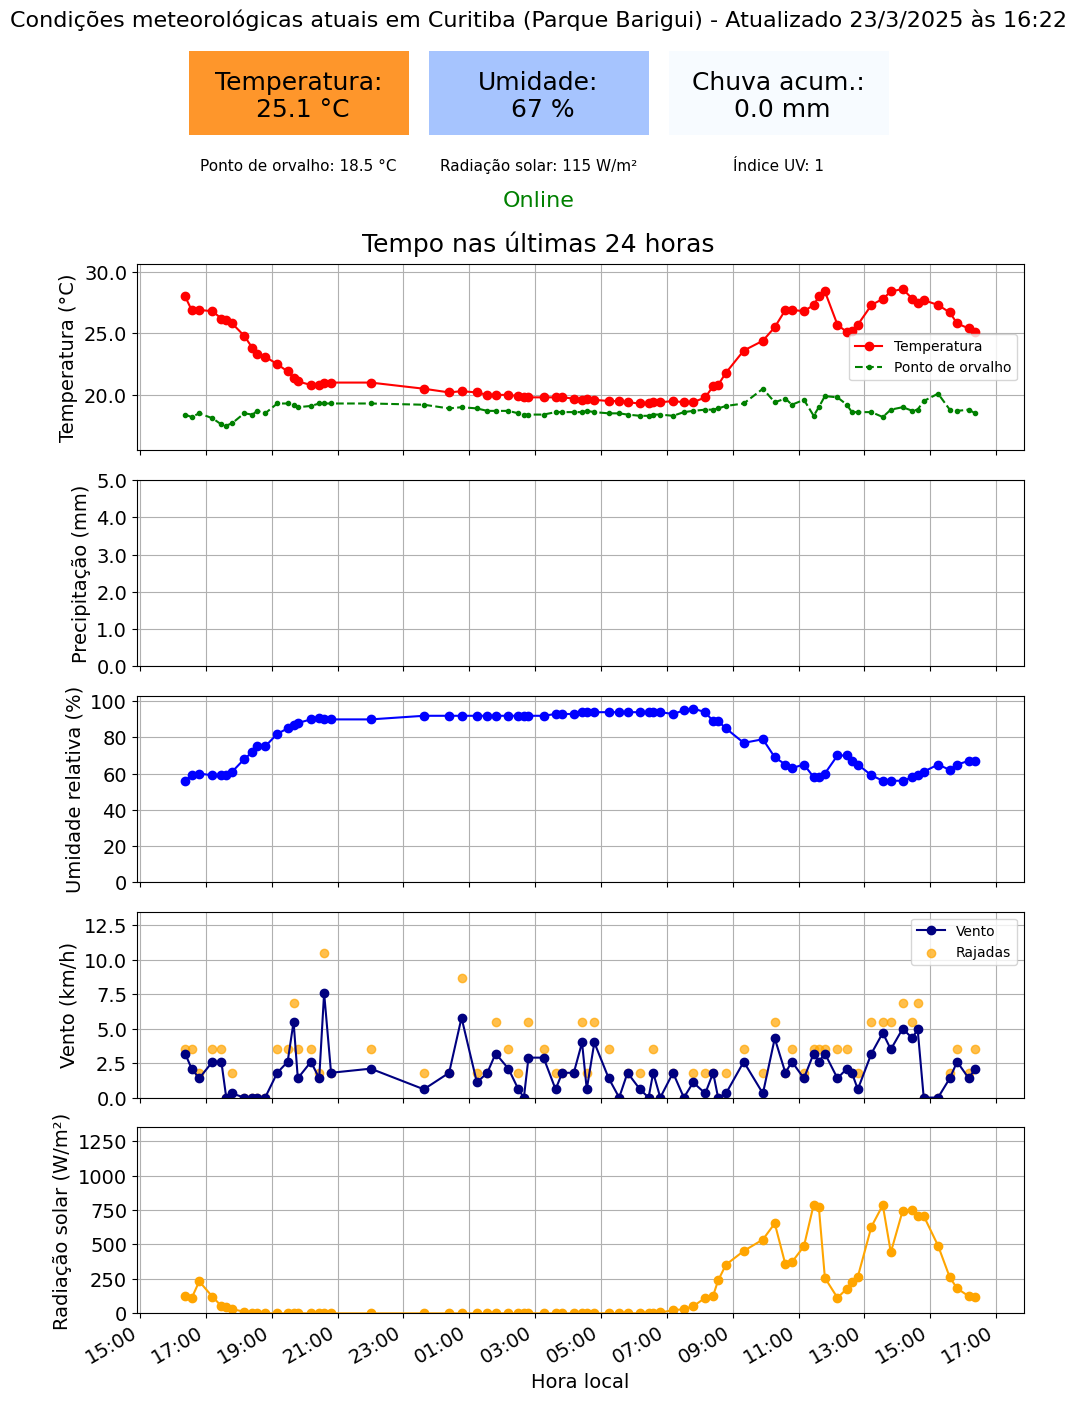 Condições meteorológicas atuais em Curitiba (Parque Barigui) - Atualizado 23/3/2025 às 16:22
Temperatura:
25.1 °C
Umidade:
67 %
Chuva acum.:
0.0 mm
Ponto de orvalho: 18.5 °C
Radiação solar: 115 W/m²
Índice UV: 1
Online
Tempo nas últimas 24 horas
Temperatura (°C)
30.0
25.0
20.0
Temperatura
Ponto de orvalho
Precipitação (mm)
5.0
4.0
3.0
2.0
1.0
0.0
Umidade relativa (%)
100
80
60
40
20
0
Vento (km/h)
12.5
10.0
7.5
5.0
2.5
0.0
Vento
Rajadas
Radiação solar (W/m²)
1250
1000
750
500
250
0
15:00
17:00
19:00
21:00
23:00
01:00
03:00
05:00
07:00
09:00
11:00
13:00
15:00
17:00
Hora local